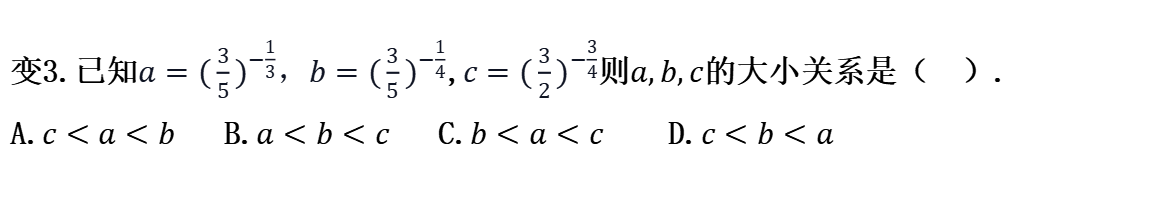 变3.已知a = (3/5)^{-1/3}，b = (3/5)^{-1/4},c = (3/2)^{-3/4}则a,b,c的大小关系是（　）.
A.c < a < b  B.a < b < c  C.b < a < c  D.c < b < a